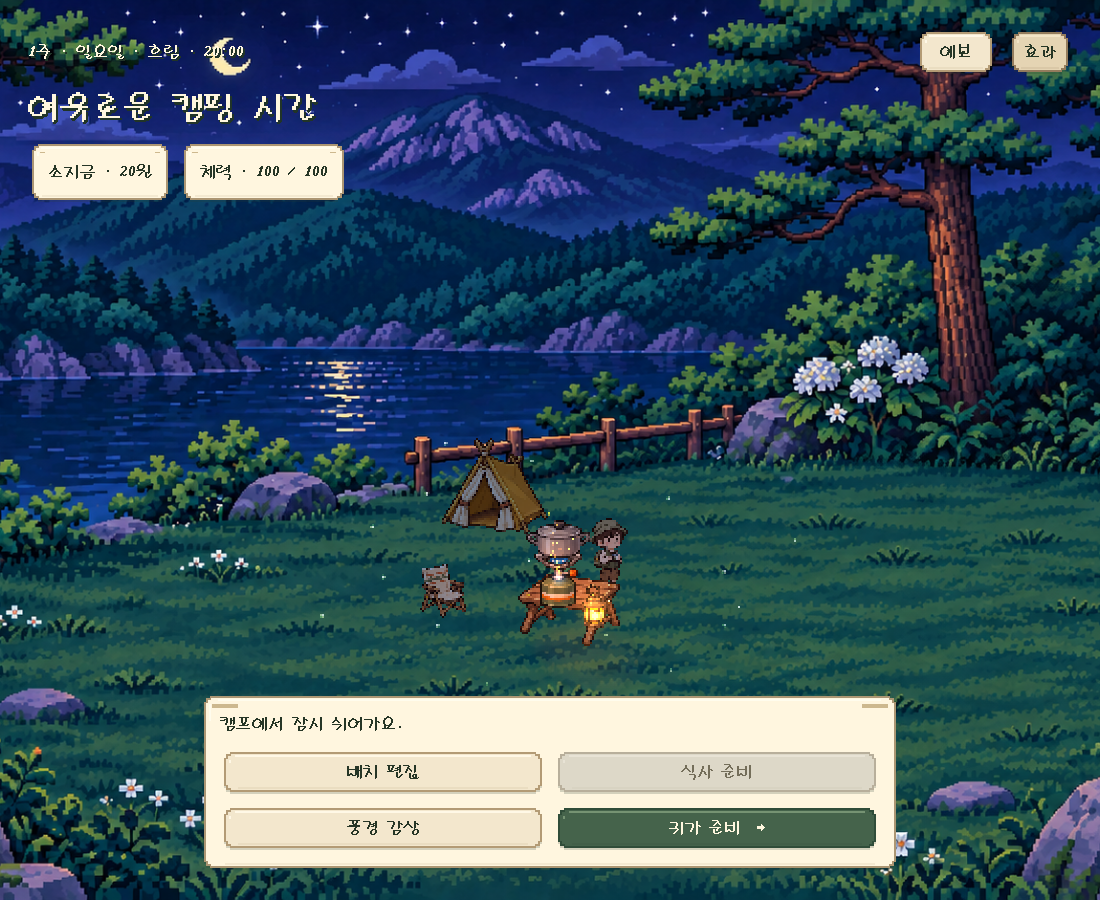 1주 · 일요일 · 흐림 · 20:00
예보
효과
여유로운 캠핑 시간
소지금 · 20원
체력 · 100 / 100
캠프에서 잠시 쉬어가요.
배치 편집
식사 준비
풍경 감상
귀가 준비 →